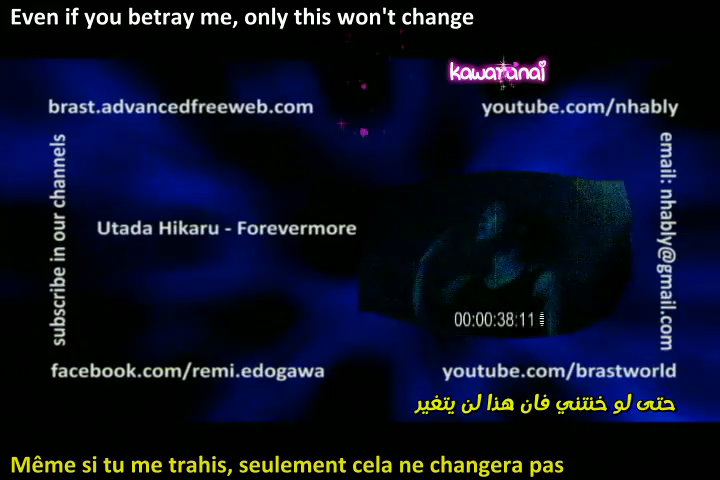 Even if you betray me, only this won't change
kawaranai
brast.advancedfreeweb.com
youtube.com/nhably
subscribe in our channels
email: nhably@gmail.com
Utada Hikaru - Forevermore
00:00:38:11
facebook.com/remi.edogawa
youtube.com/brastworld
حتى لو خنتني فان هذا لن يتغير
Même si tu me trahis, seulement cela ne changera pas